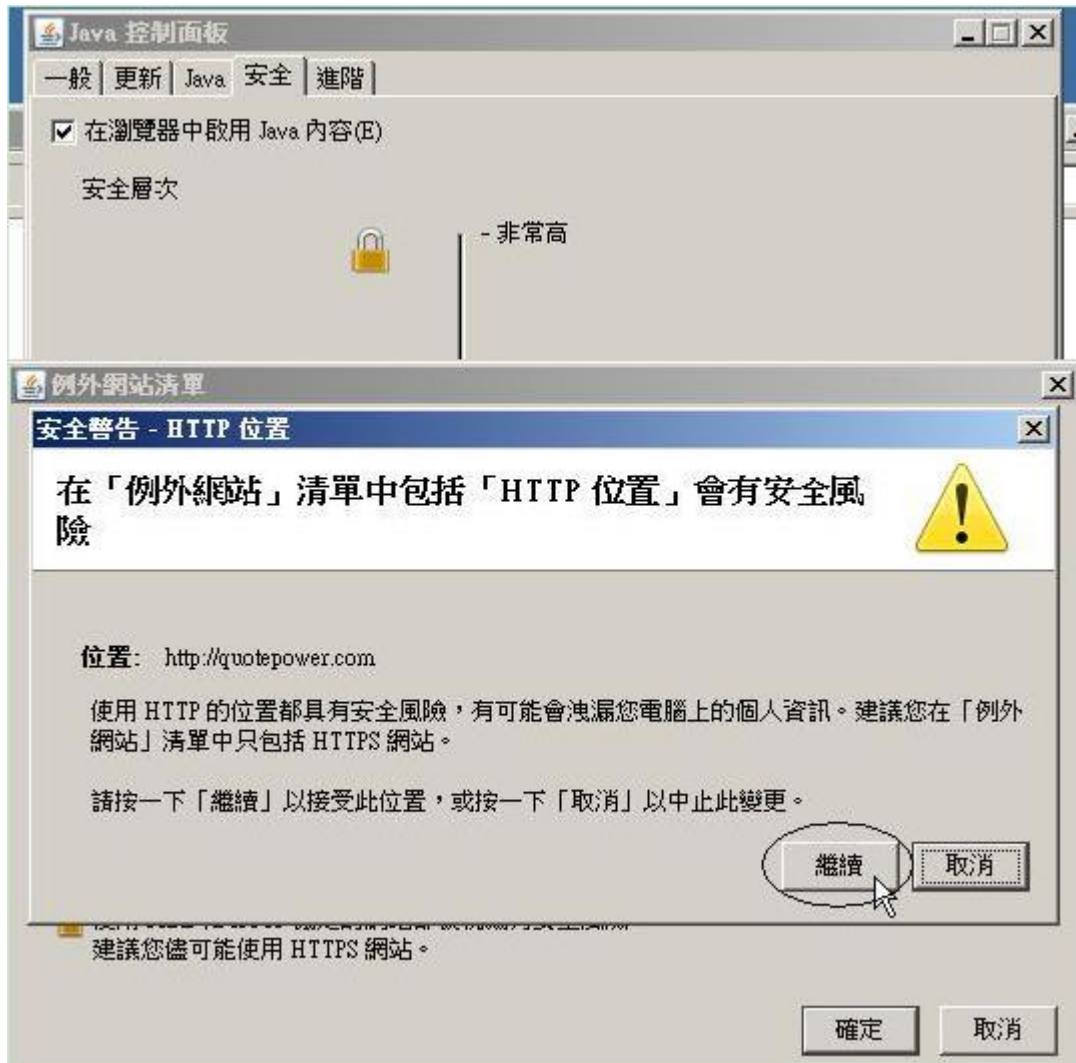 Java 控制面板
一般 更新 Java 安全 進階
在瀏覽器中啟用 Java 內容(E)
安全層次
- 非常高
例外網站清單
安全警告 - HTTP 位置
在「例外網站」清單中包括「HTTP 位置」會有安全風
險
位置: http://quotepower.com
使用 HTTP 的位置都具有安全風險，有可能會洩漏您電腦上的個人資訊。建議您在「例外
網站」清單中只包括 HTTPS 網站。
請按一下「繼續」以接受此位置，或按一下「取消」以中止此變更。
繼續 取消
建議您儘可能使用 HTTPS 網站。
確定 取消